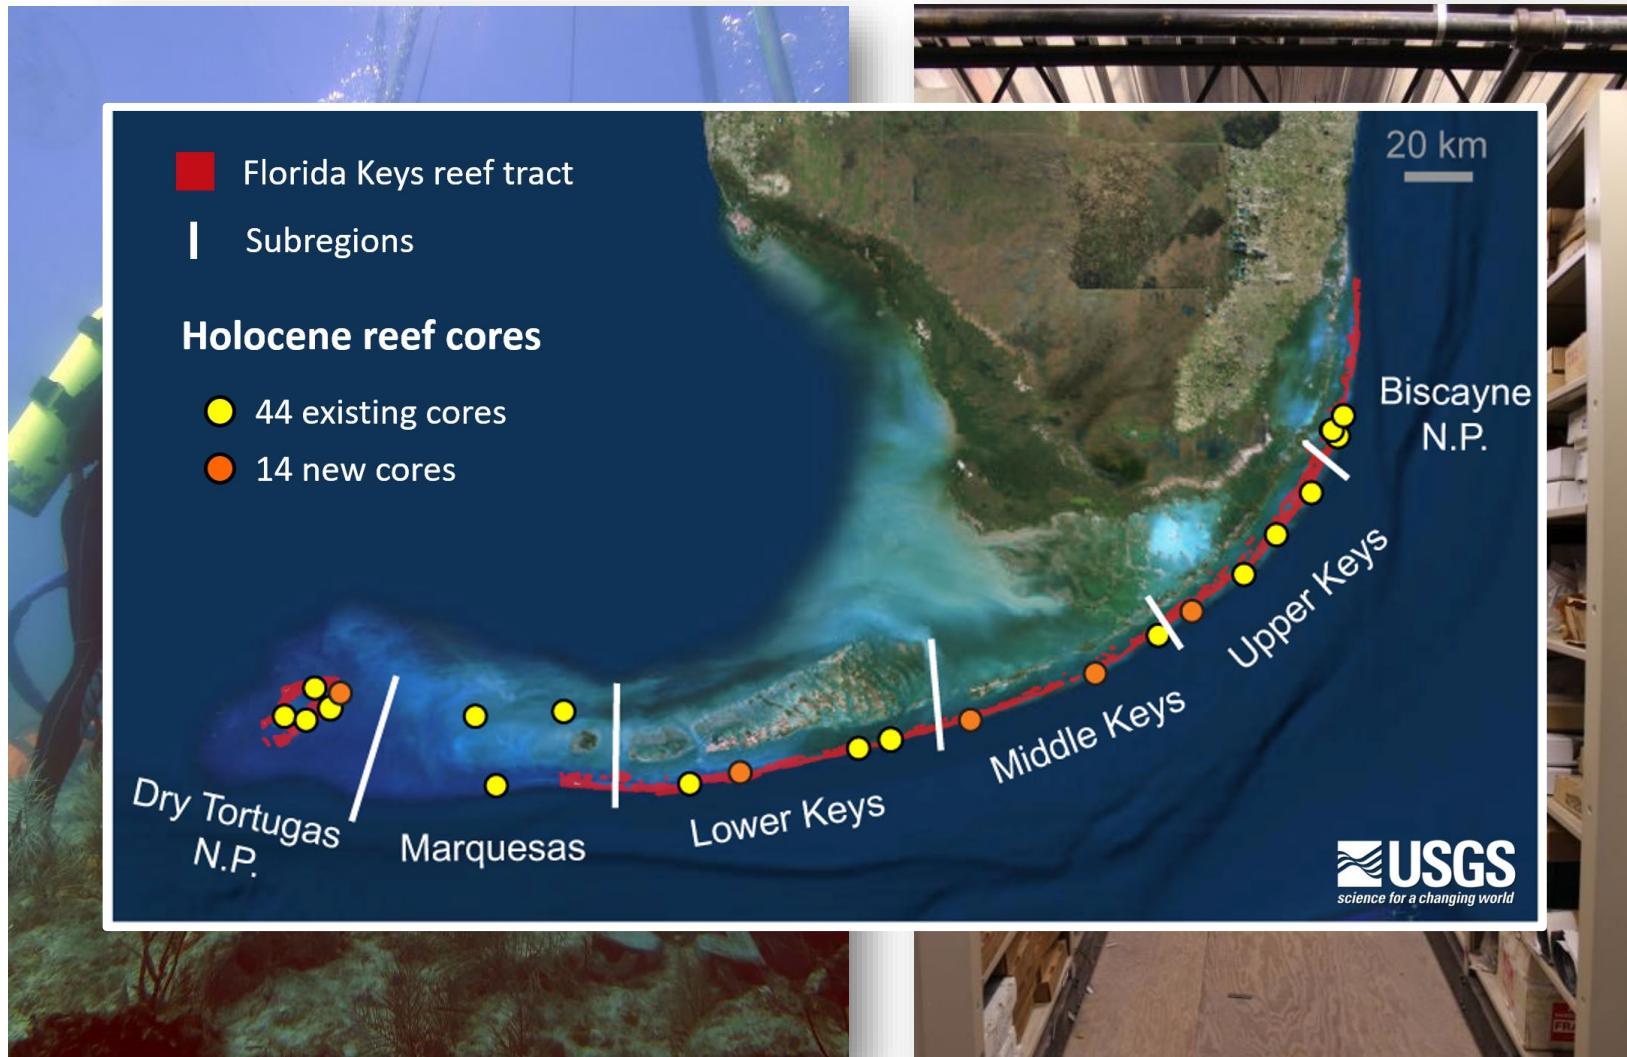 Florida Keys reef tract
Subregions
Holocene reef cores
44 existing cores
14 new cores
20 km
Biscayne
N.P.
Upper Keys
Middle Keys
Lower Keys
Marquesas
Dry Tortugas
N.P.
USGS
science for a changing world